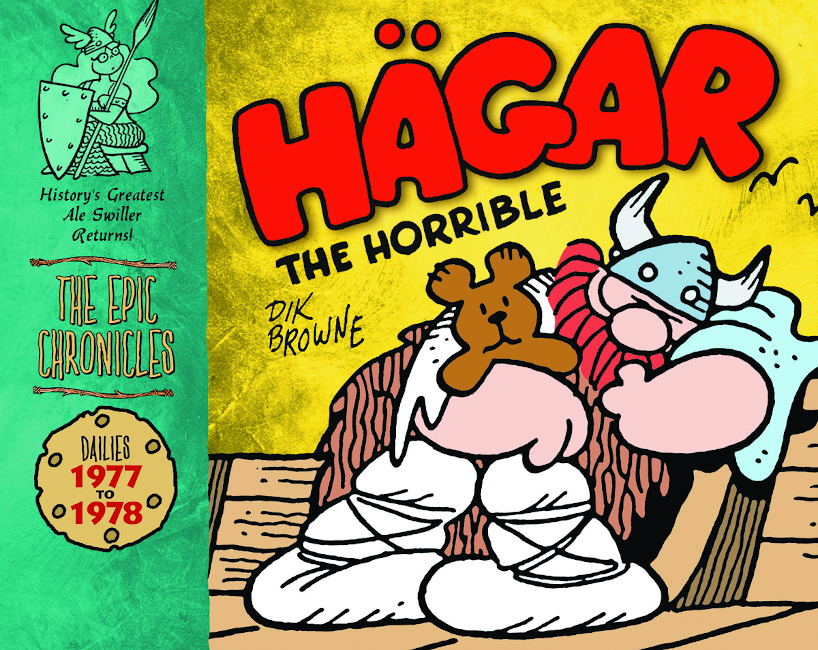 History's Greatest
Ale Swiller
Returns!
THE EPIC
CHRONICLES
DAILIES
1977
TO
1978
HÄGAR
THE HORRIBLE
DIK
BROWNE